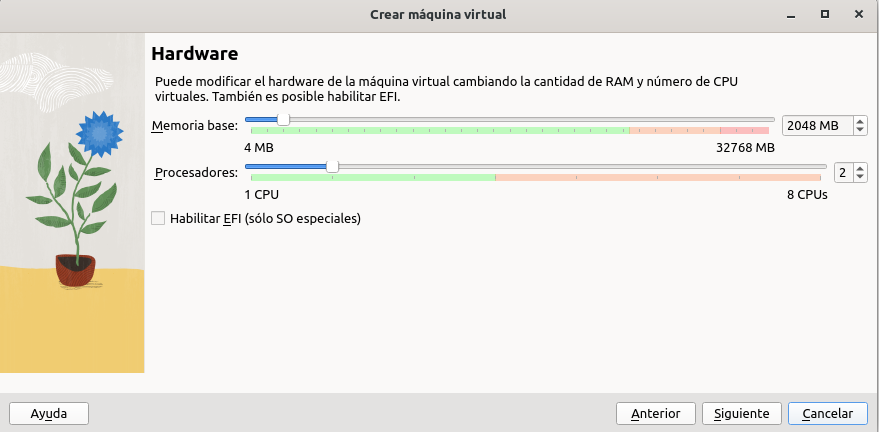 Crear máquina virtual
Hardware
Puede modificar el hardware de la máquina virtual cambiando la cantidad de RAM y número de CPU
virtuales. También es posible habilitar EFI.
Memoria base: 2048 MB
4 MB 32768 MB
Procesadores: 2
1 CPU 8 CPUs
Habilitar EFI (sólo SO especiales)
Ayuda Anterior Siguiente Cancelar